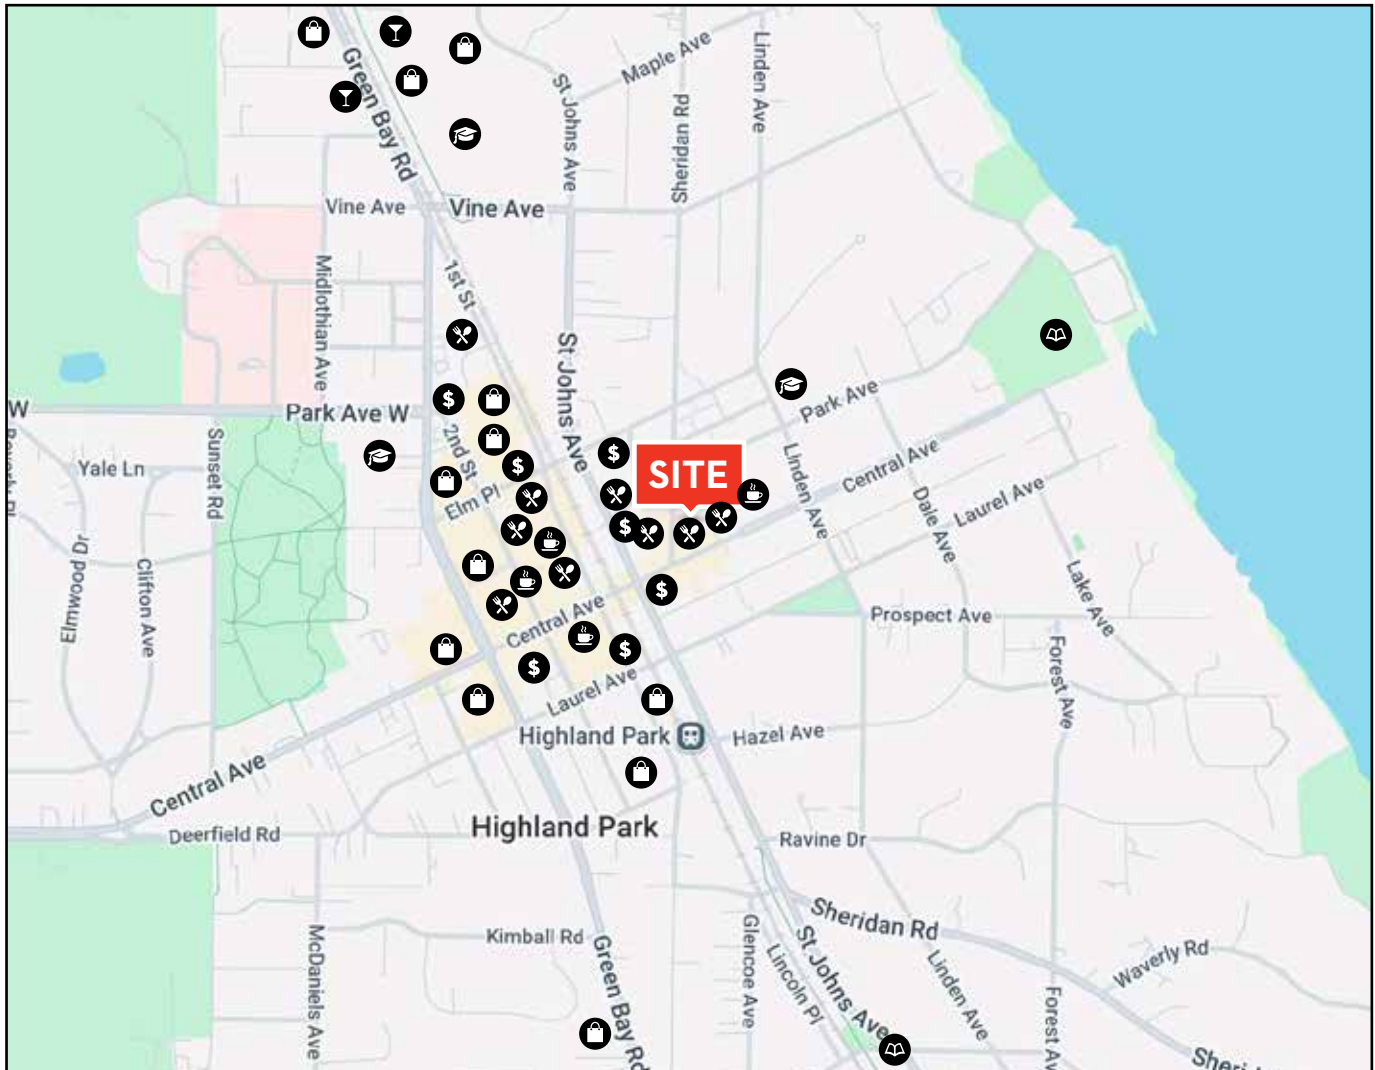 Maple Ave
Linden Ave
Green Bay Rd
St Johns Ave
Sheridan Rd
Vine Ave
Vine Ave
1st St
Midlothian Ave
St Johns Ave
W
Park Ave W
Park Ave
2nd St
$
$
$
$
$
$
$
SITE
Yale Ln
Sunset Rd
Elm Pl
Linden Ave
Central Ave
Dale Ave
Laurel Ave
Elmwood Dr
Clifton Ave
Lake Ave
Central Ave
Prospect Ave
Forest Ave
Laurel Ave
Highland Park
Hazel Ave
Central Ave
Highland Park
Deerfield Rd
Ravine Dr
Sheridan Rd
McDaniels Ave
Kimball Rd
Green Bay Rd
Glencoe Ave
Lincoln Pl
St Johns Ave
Linden Ave
Waverly Rd
Forest Av
Sheri